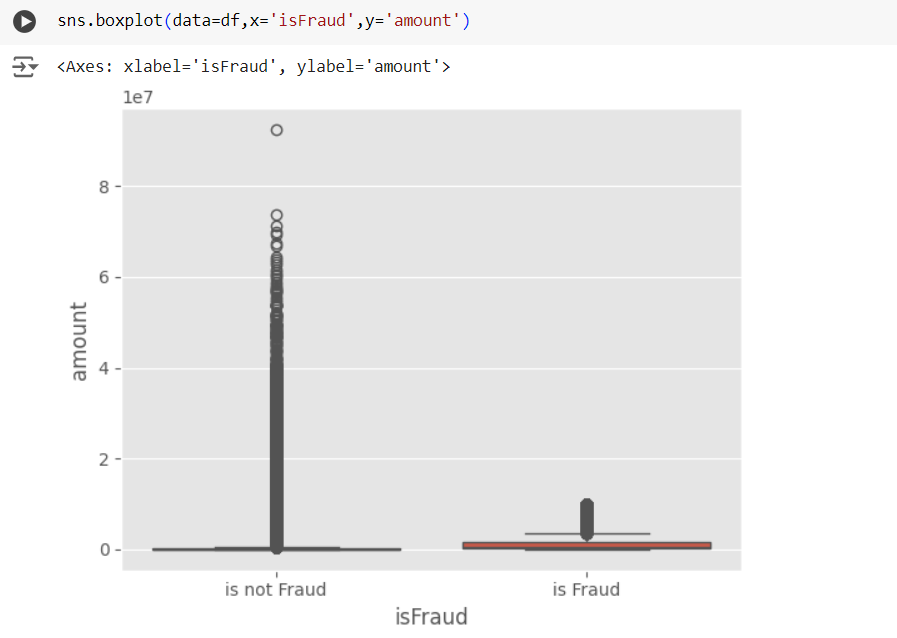 sns.boxplot(data=df,x='isFraud',y='amount')
<Axes: xlabel='isFraud', ylabel='amount'>
1e7
8
6
4
2
0
amount
is not Fraud
is Fraud
isFraud